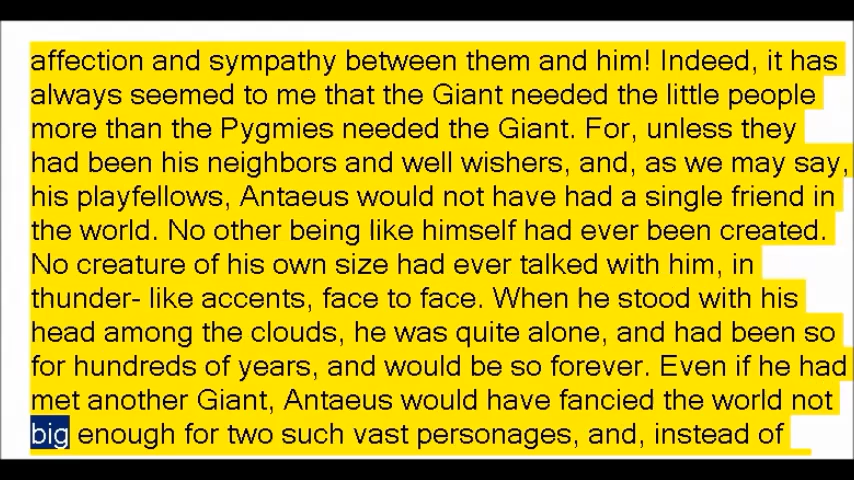 affection and sympathy between them and him! Indeed, it has
always seemed to me that the Giant needed the little people
more than the Pygmies needed the Giant. For, unless they
had been his neighbors and well wishers, and, as we may say,
his playfellows, Antaeus would not have had a single friend in
the world. No other being like himself had ever been created.
No creature of his own size had ever talked with him, in
thunder- like accents, face to face. When he stood with his
head among the clouds, he was quite alone, and had been so
for hundreds of years, and would be so forever. Even if he had
met another Giant, Antaeus would have fancied the world not
big enough for two such vast personages, and, instead of